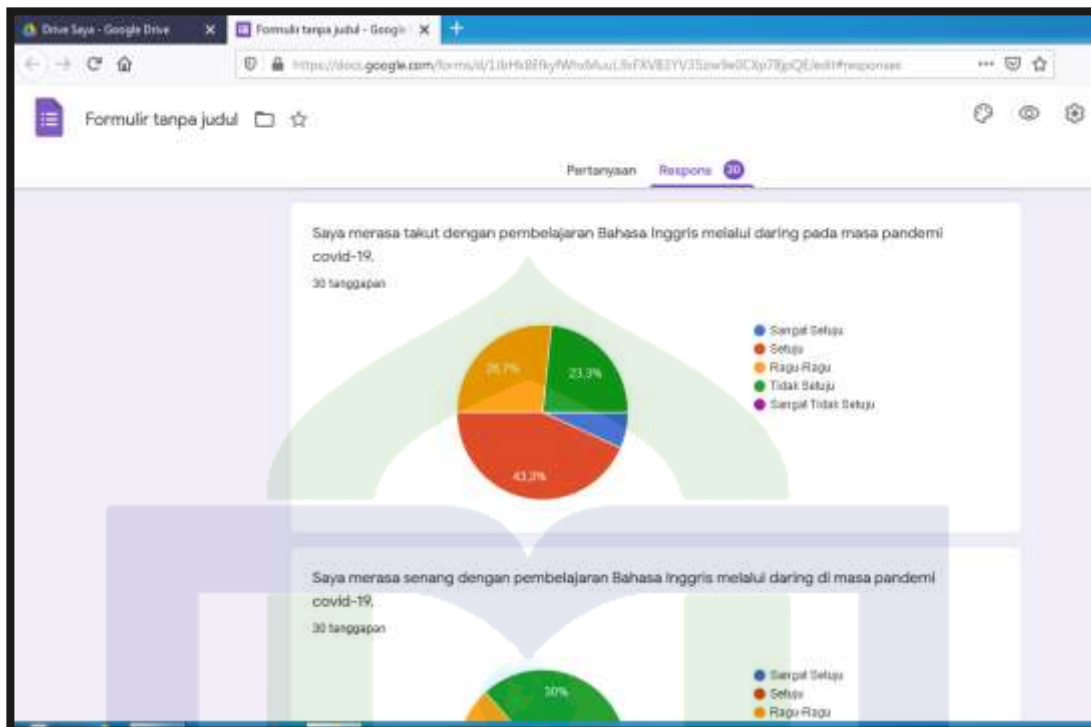 Drive Saya - Google Drive
Formulir tanpa judul - Google
Formulir tanpa judul
Pertanyaan
Respons 30
Saya merasa takut dengan pembelajaran Bahasa Inggris melalui daring pada masa pandemi
covid-19.
30 tanggapan
26,7%
23,3%
43,3%
Sangat Setuju
Setuju
Ragu-Ragu
Tidak Setuju
Sangat Tidak Setuju
Saya merasa senang dengan pembelajaran Bahasa Inggris melalui daring di masa pandemi
covid-19.
30 tanggapan
30%
Sangat Setuju
Setuju
Ragu-Ragu